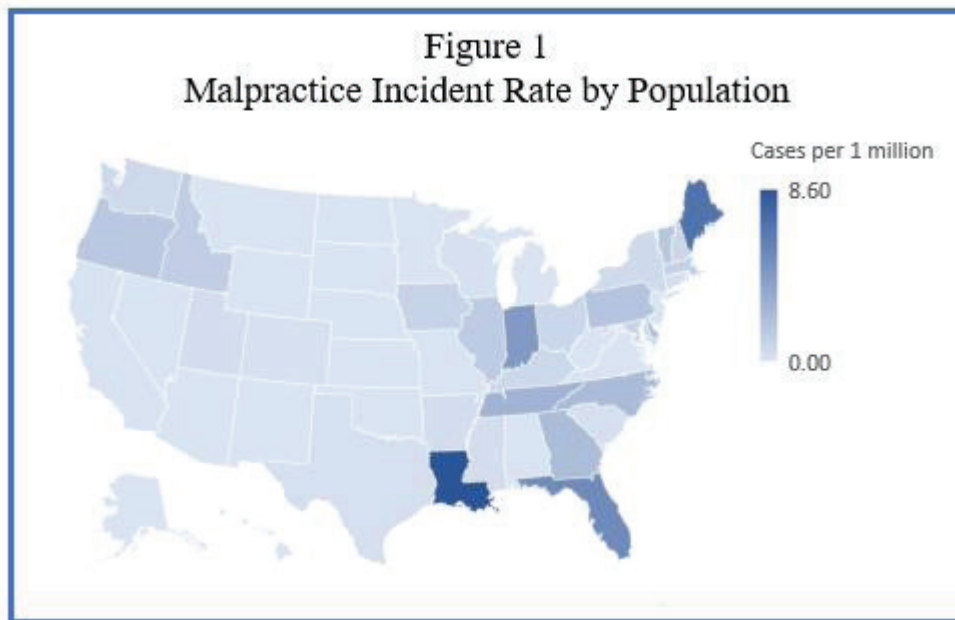 Figure 1
Malpractice Incident Rate by Population
Cases per 1 million
8.60
0.00